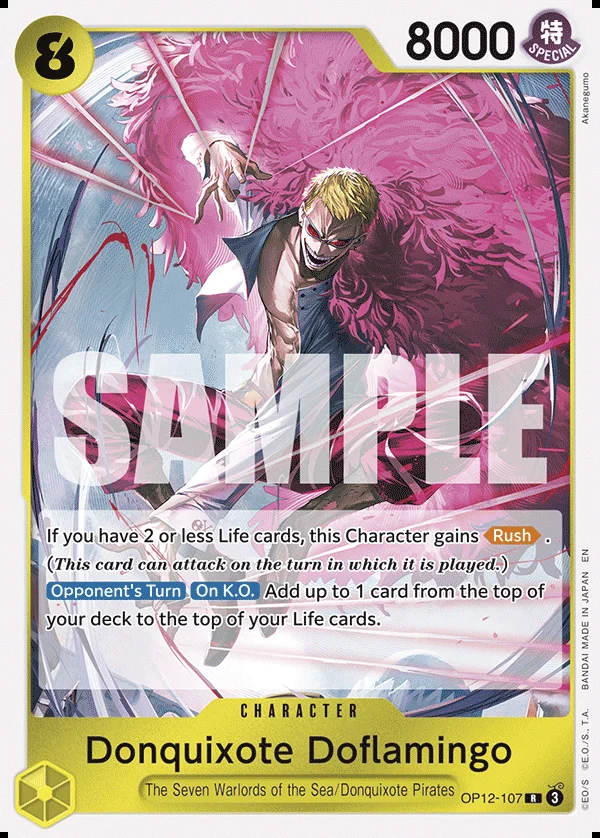 8
8000
特
SPECIAL
Akanegumo
SAMPLE
If you have 2 or less Life cards, this Character gains Rush .
(This card can attack on the turn in which it is played.)
Opponent's Turn On K.O. Add up to 1 card from the top of
your deck to the top of your Life cards.
CHARACTER
Donquixote Doflamingo
The Seven Warlords of the Sea/Donquixote Pirates
OP12-107 R 3
©E.O/S ©E.O./S., T.A. BANDAI MADE IN JAPAN EN